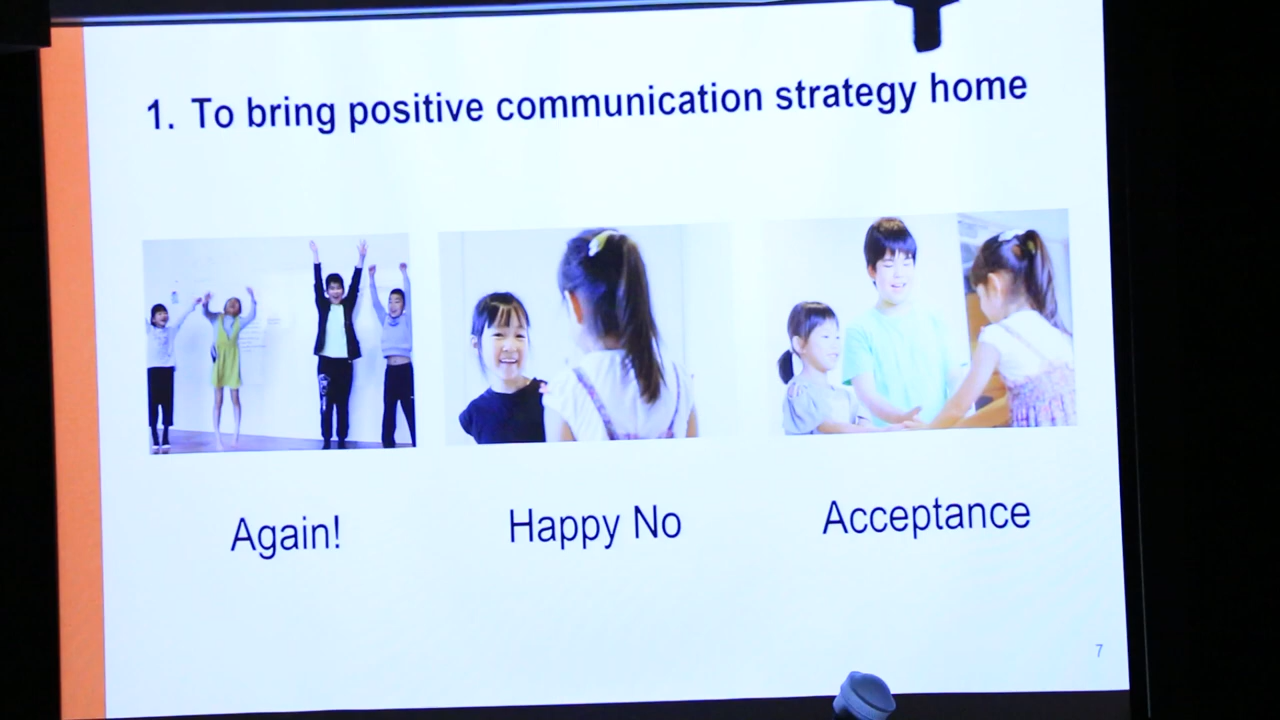 1. To bring positive communication strategy home
Again!
Happy No
Acceptance
7